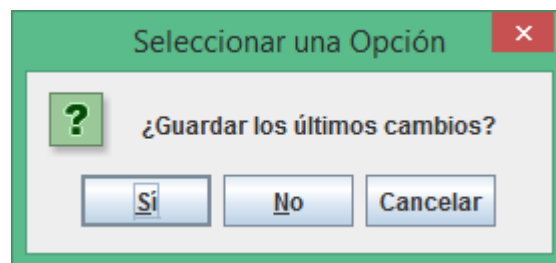 Seleccionar una Opción
¿Guardar los últimos cambios?
Sí No Cancelar